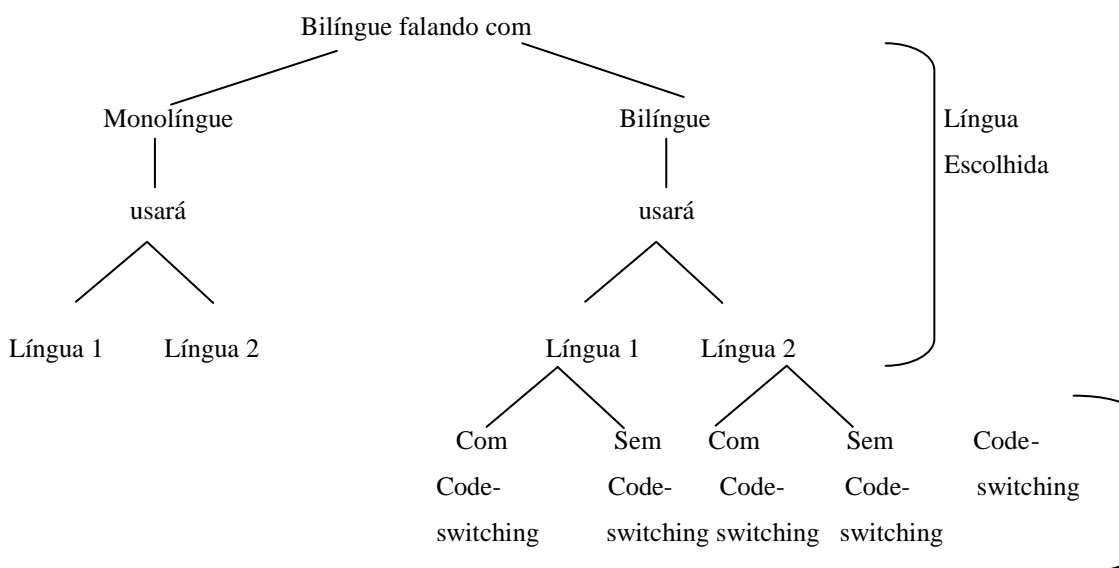 Bilíngue falando com
Monolíngue Bilíngue Língua
Escolhida
usará usará
Língua 1 Língua 2 Língua 1 Língua 2
Com Sem Com Sem Code-
Code- Code- Code- Code- switching
switching switching switching switching